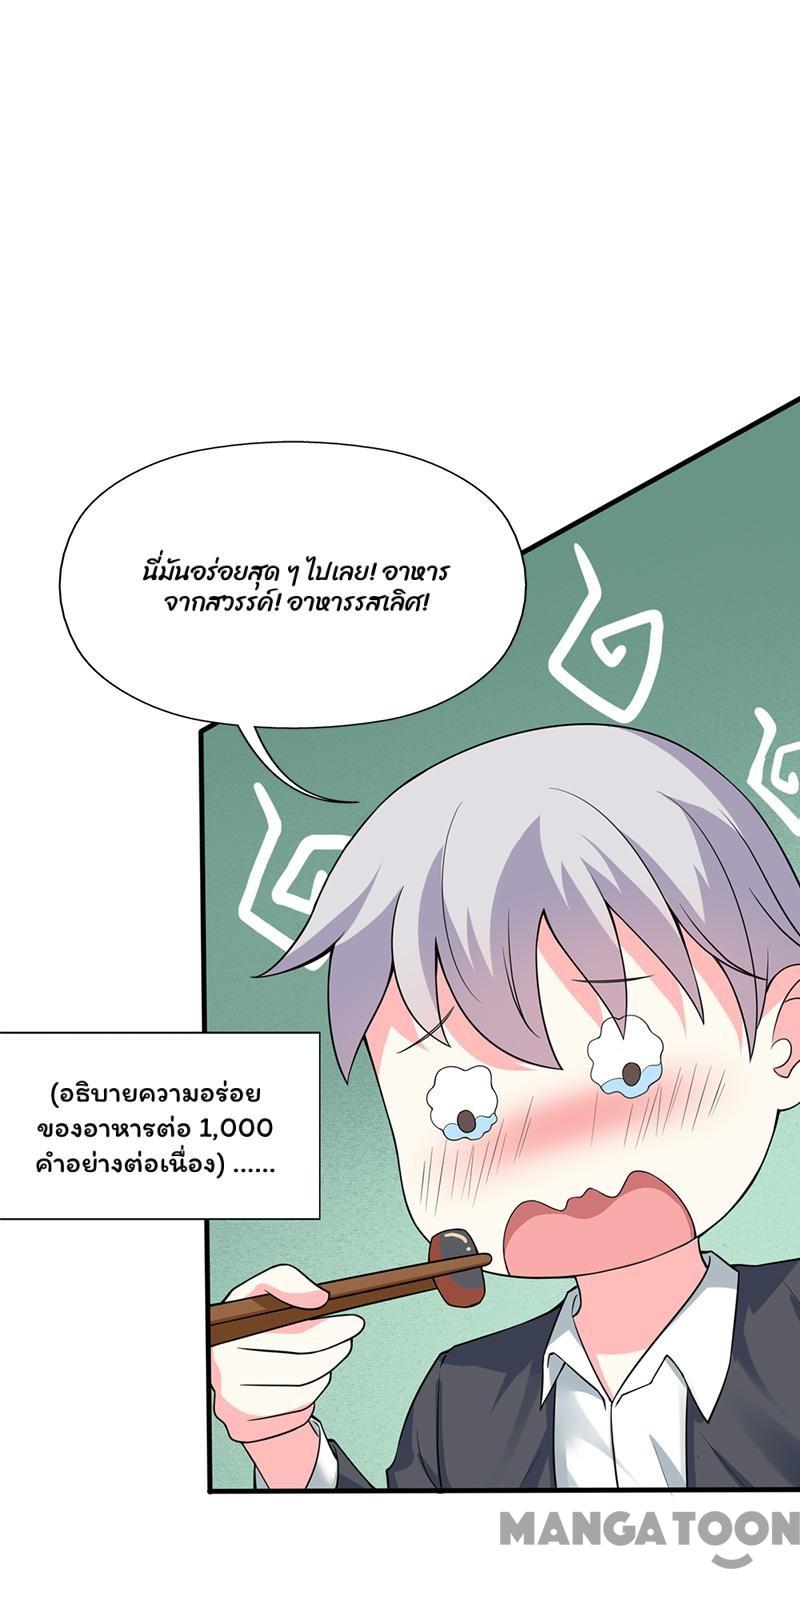 นี่มันอร่อยสุด ๆ ไปเลย! อาหาร
จากสวรรค์! อาหารรสเลิศ!
(อธิบายความอร่อย
ของอาหารต่อ 1,000
คำอย่างต่อเนื่อง) ......
MANGATOON